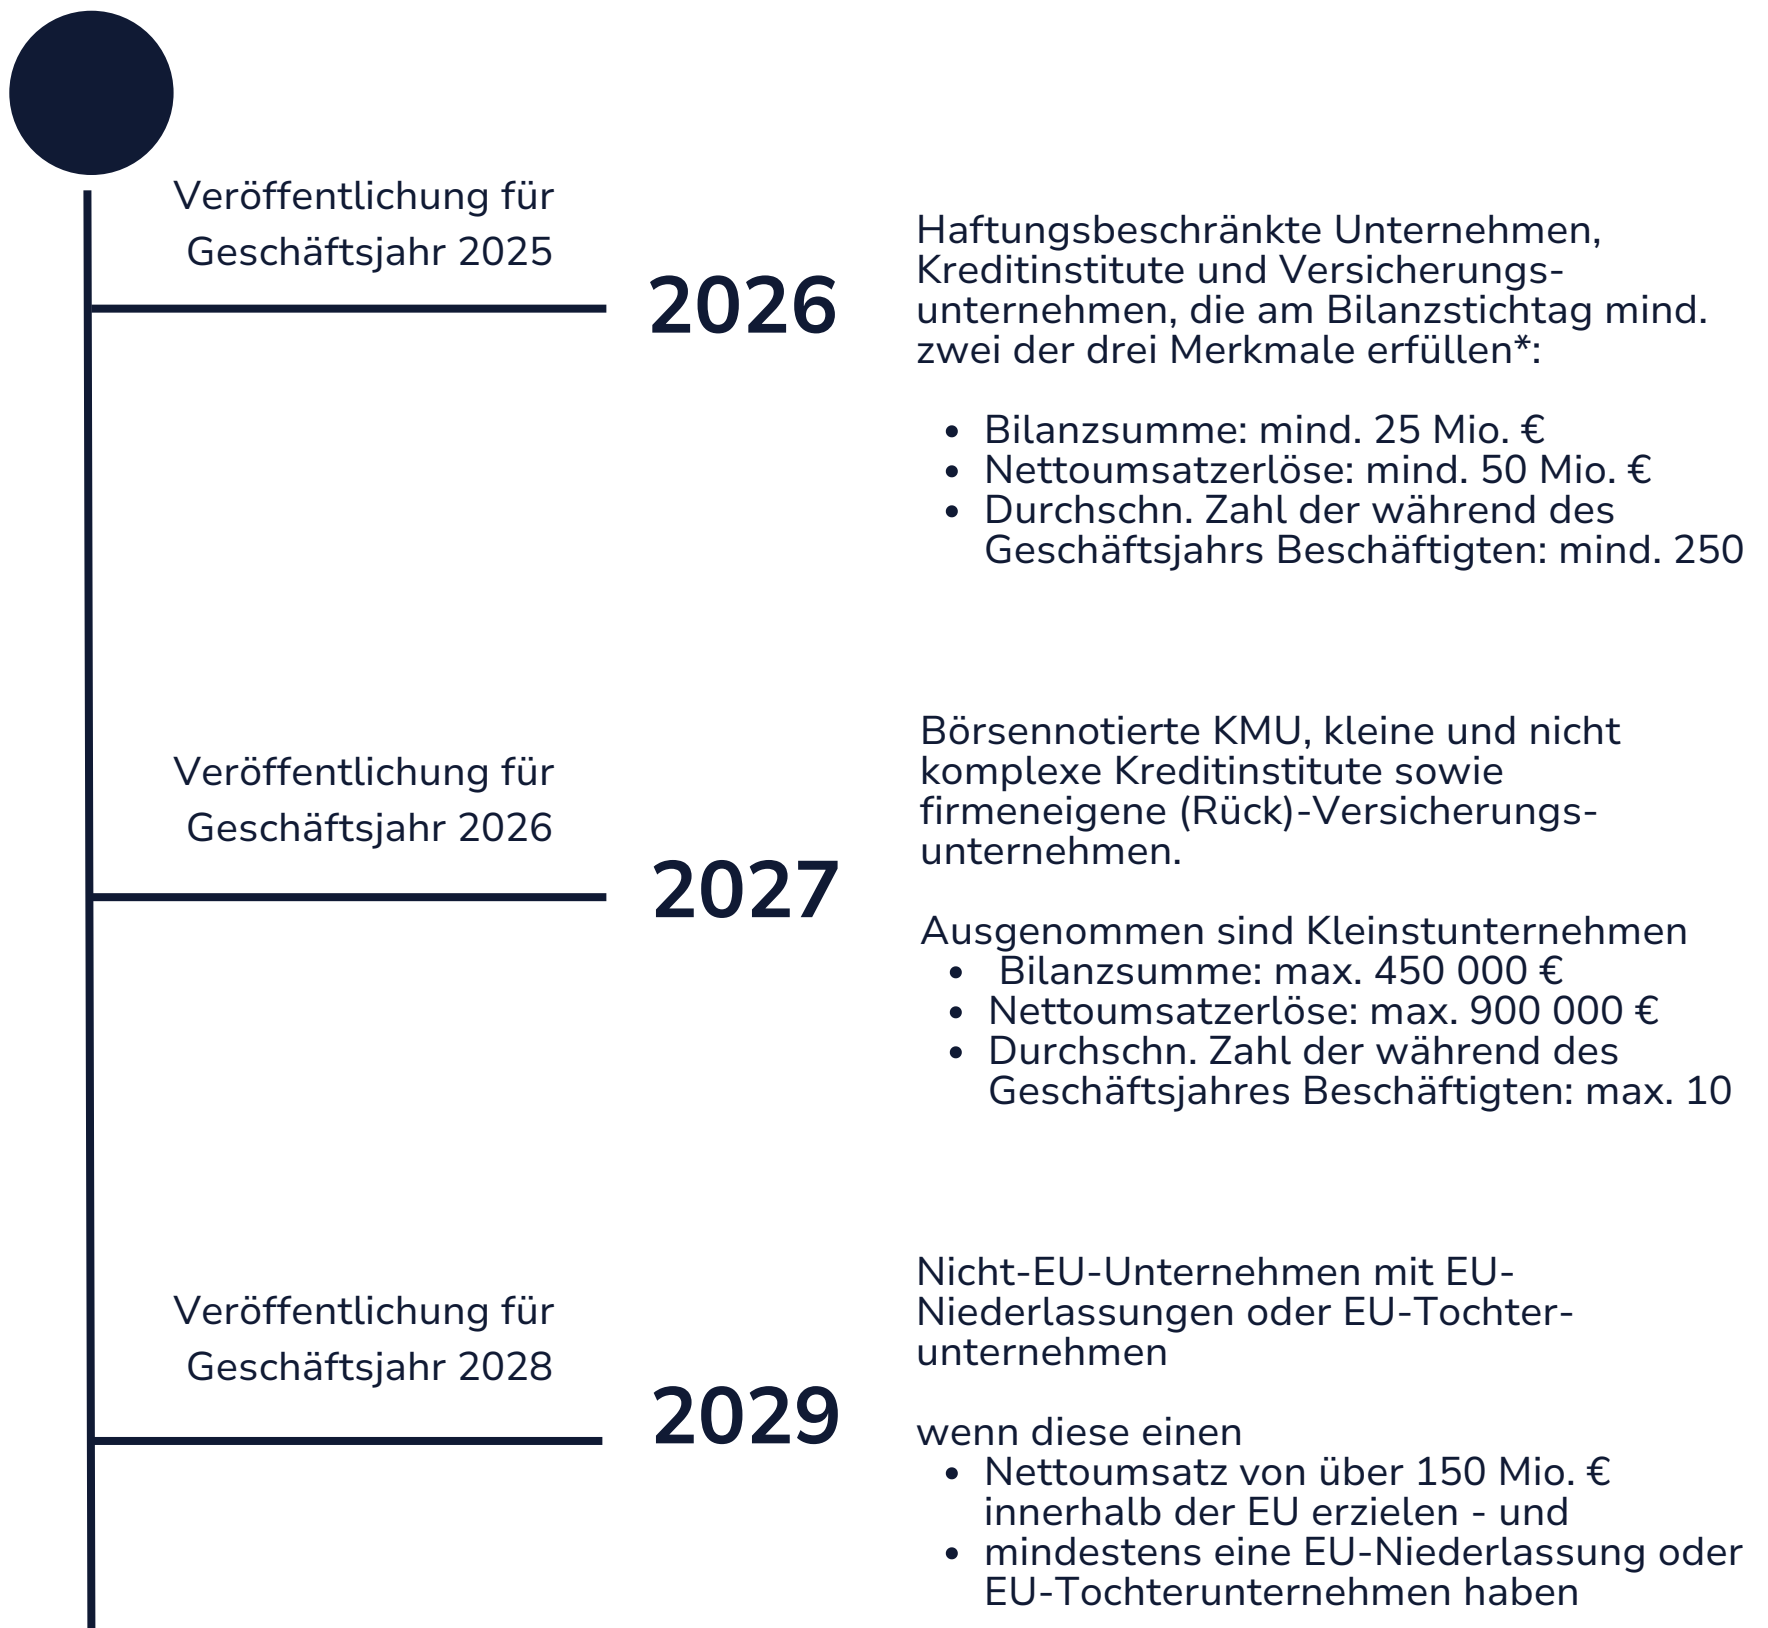 Veröffentlichung für
Geschäftsjahr 2025
2026
Haftungsbeschränkte Unternehmen,
Kreditinstitute und Versicherungs-
unternehmen, die am Bilanzstichtag mind.
zwei der drei Merkmale erfüllen*:
• Bilanzsumme: mind. 25 Mio. €
• Nettoumsatzerlöse: mind. 50 Mio. €
• Durchschn. Zahl der während des
Geschäftsjahrs Beschäftigten: mind. 250
Veröffentlichung für
Geschäftsjahr 2026
2027
Börsennotierte KMU, kleine und nicht
komplexe Kreditinstitute sowie
firmeneigene (Rück)-Versicherungs-
unternehmen.
Ausgenommen sind Kleinstunternehmen
• Bilanzsumme: max. 450 000 €
• Nettoumsatzerlöse: max. 900 000 €
• Durchschn. Zahl der während des
Geschäftsjahres Beschäftigten: max. 10
Veröffentlichung für
Geschäftsjahr 2028
2029
Nicht-EU-Unternehmen mit EU-
Niederlassungen oder EU-Tochter-
unternehmen
wenn diese einen
• Nettoumsatz von über 150 Mio. €
innerhalb der EU erzielen - und
• mindestens eine EU-Niederlassung oder
EU-Tochterunternehmen haben